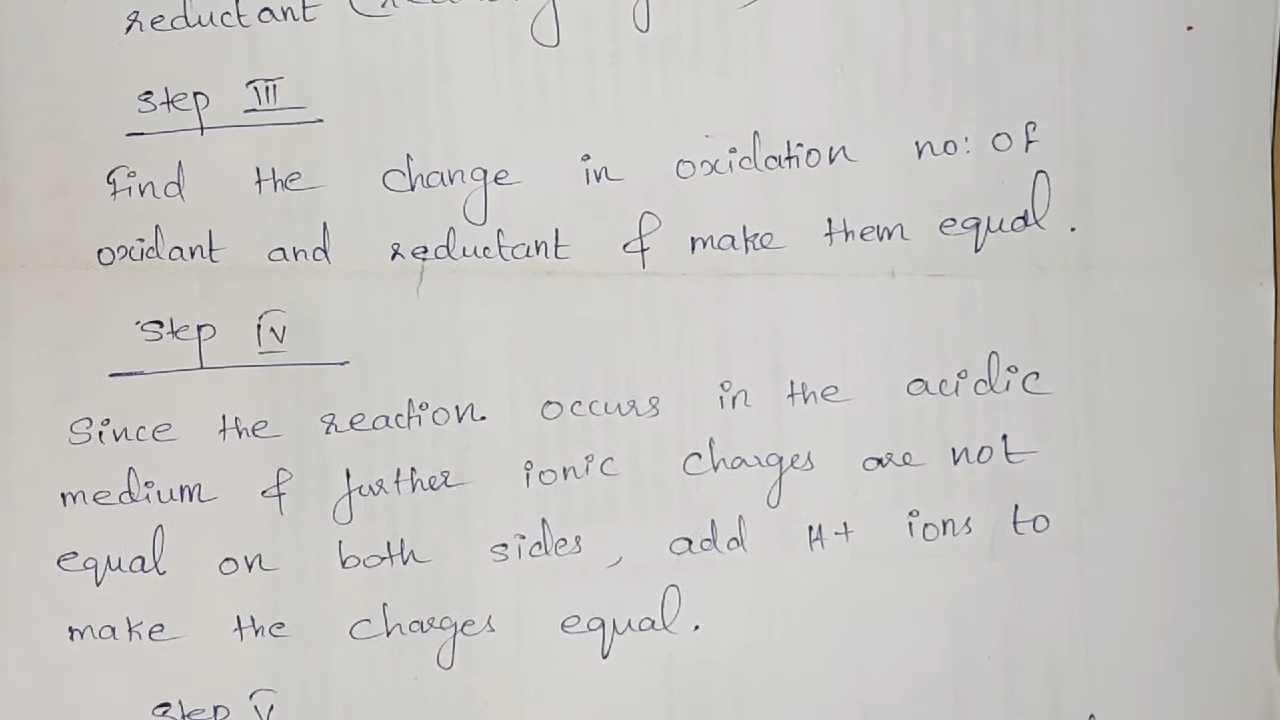 reductant
Step III
Find the change in oxidation no: of
oxidant and reductant & make them equal.
Step IV
Since the reaction occurs in the acidic
medium & further ionic charges are not
equal on both sides, add H+ ions to
make the charges equal.
Step V